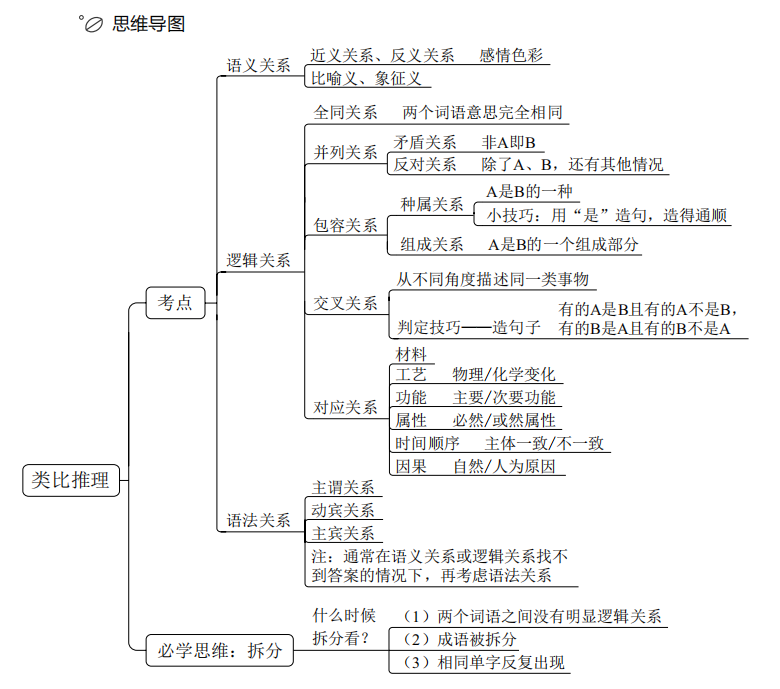 思维导图
类比推理
考点
语义关系
近义关系、反义关系 感情色彩
比喻义、象征义
逻辑关系
全同关系 两个词语意思完全相同
并列关系
矛盾关系 非A即B
反对关系 除了A、B，还有其他情况
包容关系
种属关系
A是B的一种
小技巧：用“是”造句，造得通顺
组成关系 A是B的一个组成部分
交叉关系
从不同角度描述同一类事物
判定技巧——造句子
有的A是B且有的A不是B，
有的B是A且有的B不是A
对应关系
材料
工艺 物理/化学变化
功能 主要/次要功能
属性 必然/或然属性
时间顺序 主体一致/不一致
因果 自然/人为原因
语法关系
主谓关系
动宾关系
主宾关系
注：通常在语义关系或逻辑关系找不
到答案的情况下，再考虑语法关系
必学思维：拆分
什么时候
拆分看？
（1）两个词语之间没有明显逻辑关系
（2）成语被拆分
（3）相同单字反复出现